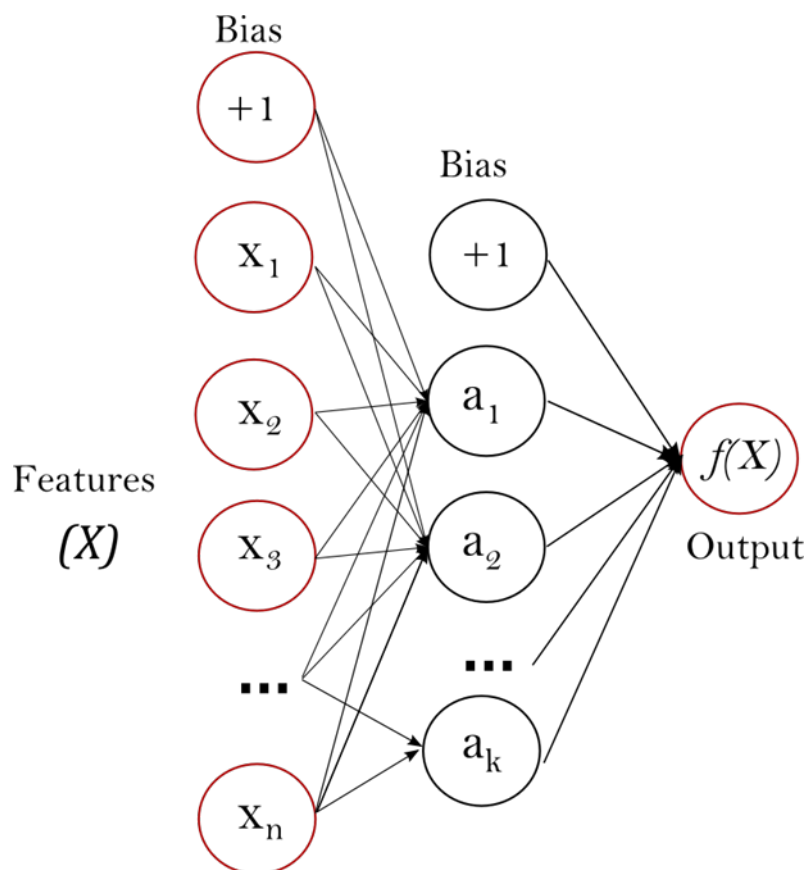 Bias
+1
x₁
x₂
x₃
Features
(X)
...
xₙ
Bias
+1
a₁
a₂
...
aₖ
f(X)
Output